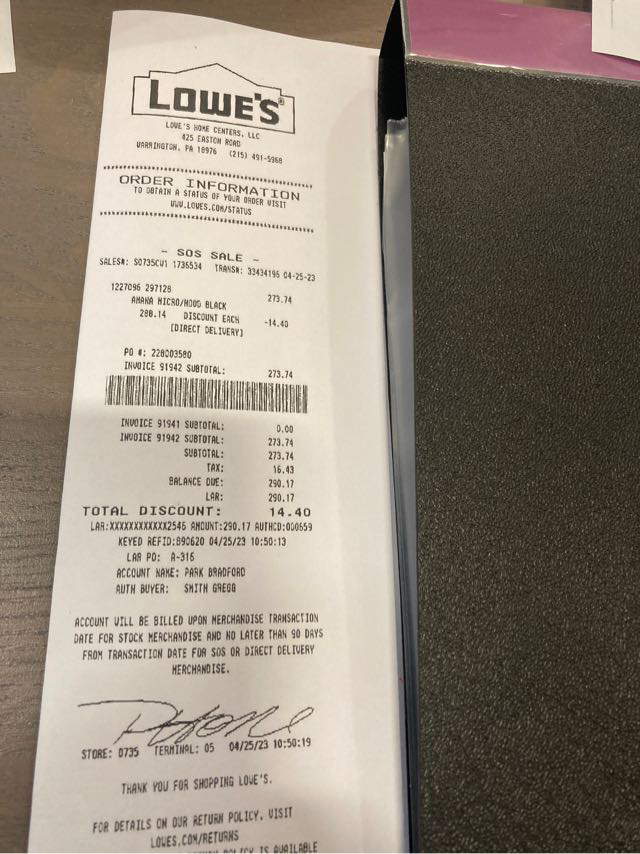 LOWE'S®
LOWE'S HOME CENTERS, LLC
425 EASTON ROAD
WARRINGTON, PA 18976 (215) 491-5968
ORDER INFORMATION
TO OBTAIN A STATUS OF YOUR ORDER VISIT
WWW.LOWES.COM/STATUS
- SOS SALE -
SALES#: S0735CW1 1736534 TRANS#: 33434196 04-25-23
1227096 297128 273.74
AMANA MICRO/HOOD BLACK
288.14 DISCOUNT EACH -14.40
[DIRECT DELIVERY]
PO #: 228003580
INVOICE 91942 SUBTOTAL: 273.74
INVOICE 91941 SUBTOTAL: 0.00
INVOICE 91942 SUBTOTAL: 273.74
SUBTOTAL: 273.74
TAX: 16.43
BALANCE DUE: 290.17
LAR: 290.17
TOTAL DISCOUNT: 14.40
LAR:XXXXXXXXXXXX2546 AMOUNT:290.17 AUTHCD:000659
KEYED REFID:890620 04/25/23 10:50:13
LAR PO: A-316
ACCOUNT NAME: PARK BRADFORD
AUTH BUYER: SMITH GREGG
ACCOUNT WILL BE BILLED UPON MERCHANDISE TRANSACTION
DATE FOR STOCK MERCHANDISE AND NO LATER THAN 90 DAYS
FROM TRANSACTION DATE FOR SOS OR DIRECT DELIVERY
MERCHANDISE.
STORE: 0735 TERMINAL: 05 04/25/23 10:50:19
THANK YOU FOR SHOPPING LOWE'S.
FOR DETAILS ON OUR RETURN POLICY, VISIT
LOWES.COM/RETURNS
POLICY IS AVAILABLE